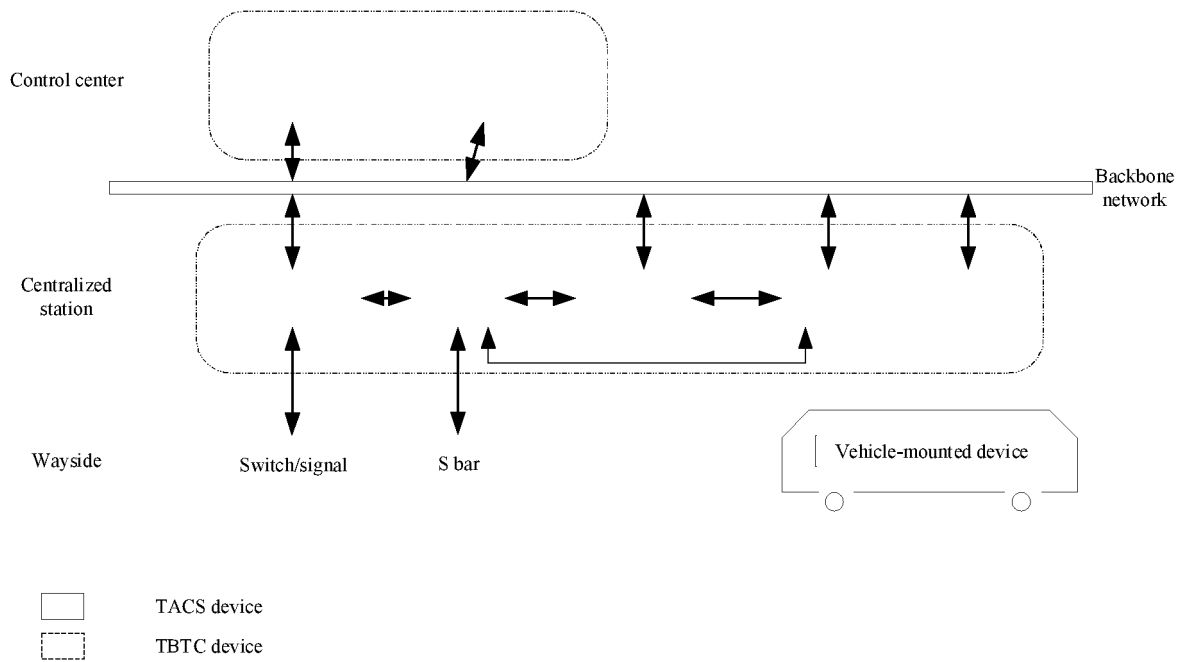 Control center
Backbone
network
Centralized
station
Wayside
Switch/signal
S bar
Vehicle-mounted device
TACS device
TBTC device